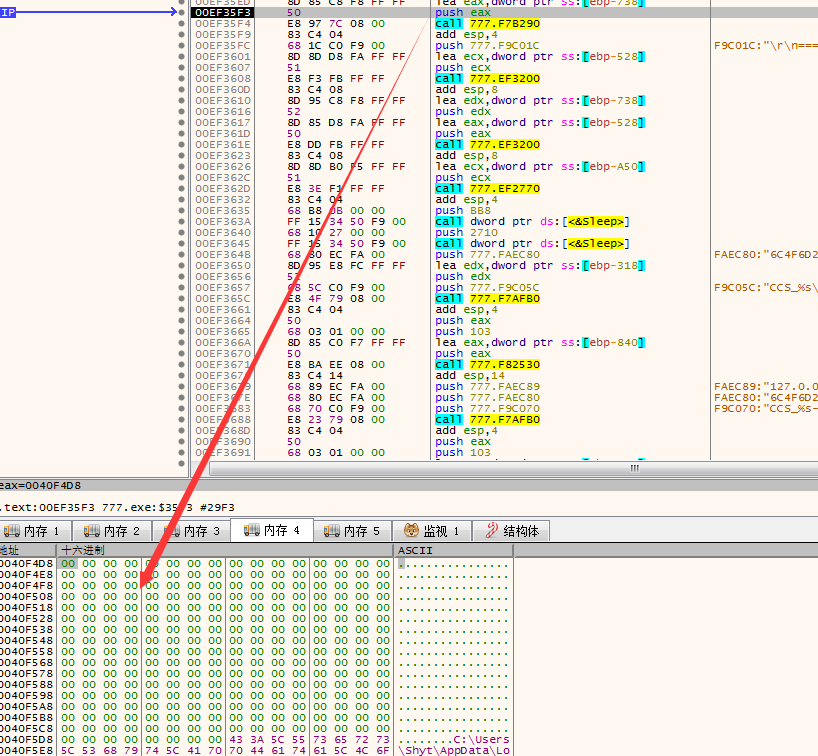 00EF35ED 8D 85 C8 F8 FF FF lea eax,dword ptr ss:[ebp-738]
IP
00EF35F3 50 push eax
00EF35F4 E8 97 7C 08 00 call 777.F7B290
00EF35F9 83 C4 04 add esp,4
00EF35FC 68 1C C0 F9 00 push 777.F9C01C F9C01C:"\r\n===
00EF3601 8D 8D D8 FA FF FF lea ecx,dword ptr ss:[ebp-528]
00EF3607 51 push ecx
00EF3608 E8 F3 FB FF FF call 777.EF3200
00EF360D 83 C4 08 add esp,8
00EF3610 8D 95 C8 F8 FF FF lea edx,dword ptr ss:[ebp-738]
00EF3616 52 push edx
00EF3617 8D 85 D8 FA FF FF lea eax,dword ptr ss:[ebp-528]
00EF361D 50 push eax
00EF361E E8 DD FB FF FF call 777.EF3200
00EF3623 83 C4 08 add esp,8
00EF3626 8D 8D B0 F5 FF FF lea ecx,dword ptr ss:[ebp-A50]
00EF362C 51 push ecx
00EF362D E8 3E F1 FF FF call 777.EF2770
00EF3632 83 C4 04 add esp,4
00EF3635 68 B8 0B 00 00 push BB8
00EF363A FF 15 34 50 F9 00 call dword ptr ds:[<&Sleep>]
00EF3640 68 10 27 00 00 push 2710
00EF3645 FF 15 34 50 F9 00 call dword ptr ds:[<&Sleep>]
00EF364B 68 80 EC FA 00 push 777.FAEC80 FAEC80:"6C4F6D2
00EF3650 8D 95 E8 FC FF FF lea edx,dword ptr ss:[ebp-318]
00EF3656 52 push edx
00EF3657 68 5C C0 F9 00 push 777.F9C05C F9C05C:"CCS_%s\
00EF365C E8 4F 79 08 00 call 777.F7AFB0
00EF3661 83 C4 04 add esp,4
00EF3664 50 push eax
00EF3665 68 03 01 00 00 push 103
00EF366A 8D 85 C0 F7 FF FF lea eax,dword ptr ss:[ebp-840]
00EF3670 50 push eax
00EF3671 E8 BA EE 08 00 call 777.F82530
83 C4 14 add esp,14
68 89 EC FA 00 push 777.FAEC89 FAEC89:"127.0.0
68 80 EC FA 00 push 777.FAEC80 FAEC80:"6C4F6D2
68 70 C0 F9 00 push 777.F9C070 F9C070:"CCS_%s-
E8 23 79 08 00 call 777.F7AFB0
00EF368D 83 C4 04 add esp,4
00EF3690 50 push eax
00EF3691 68 03 01 00 00 push 103
eax=0040F4D8
.text:00EF35F3 777.exe:$35F3 #29F3
内存 1 内存 2 内存 3 内存 4 内存 5 监视 1 结构体
地址 十六进制 ASCII
0040F4D8 00 00 00 00 00 00 00 00 00 00 00 00 00 00 00 00 ................
0040F4E8 00 00 00 00 00 00 00 00 00 00 00 00 00 00 00 00 ................
0040F4F8 00 00 00 00 00 00 00 00 00 00 00 00 00 00 00 00 ................
0040F508 00 00 00 00 00 00 00 00 00 00 00 00 00 00 00 00 ................
0040F518 00 00 00 00 00 00 00 00 00 00 00 00 00 00 00 00 ................
0040F528 00 00 00 00 00 00 00 00 00 00 00 00 00 00 00 00 ................
0040F538 00 00 00 00 00 00 00 00 00 00 00 00 00 00 00 00 ................
0040F548 00 00 00 00 00 00 00 00 00 00 00 00 00 00 00 00 ................
0040F558 00 00 00 00 00 00 00 00 00 00 00 00 00 00 00 00 ................
0040F568 00 00 00 00 00 00 00 00 00 00 00 00 00 00 00 00 ................
0040F578 00 00 00 00 00 00 00 00 00 00 00 00 00 00 00 00 ................
0040F588 00 00 00 00 00 00 00 00 00 00 00 00 00 00 00 00 ................
0040F598 00 00 00 00 00 00 00 00 00 00 00 00 00 00 00 00 ................
0040F5A8 00 00 00 00 00 00 00 00 00 00 00 00 00 00 00 00 ................
0040F5B8 00 00 00 00 00 00 00 00 00 00 00 00 00 00 00 00 ................
0040F5C8 00 00 00 00 00 00 00 00 00 00 00 00 00 00 00 00 ................
0040F5D8 00 00 00 00 00 00 00 00 43 3A 5C 55 73 65 72 73 ........C:\Users
0040F5E8 5C 53 68 79 74 5C 41 70 70 44 61 74 61 5C 4C 6F \Shyt\AppData\Lo